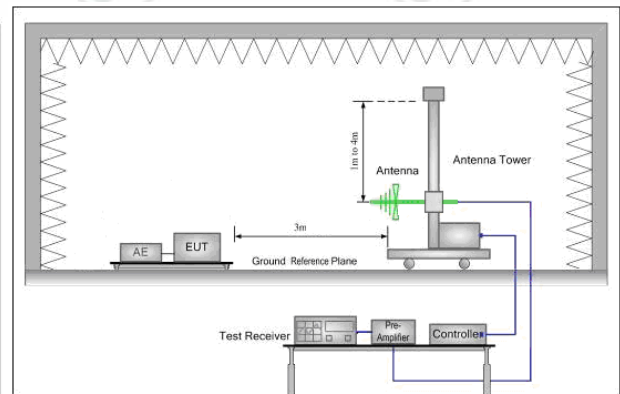 1m to 4m
Antenna
Antenna Tower
3m
AE
EUT
Ground Reference Plane
Test Receiver
Pre-
Amplifier
Controller